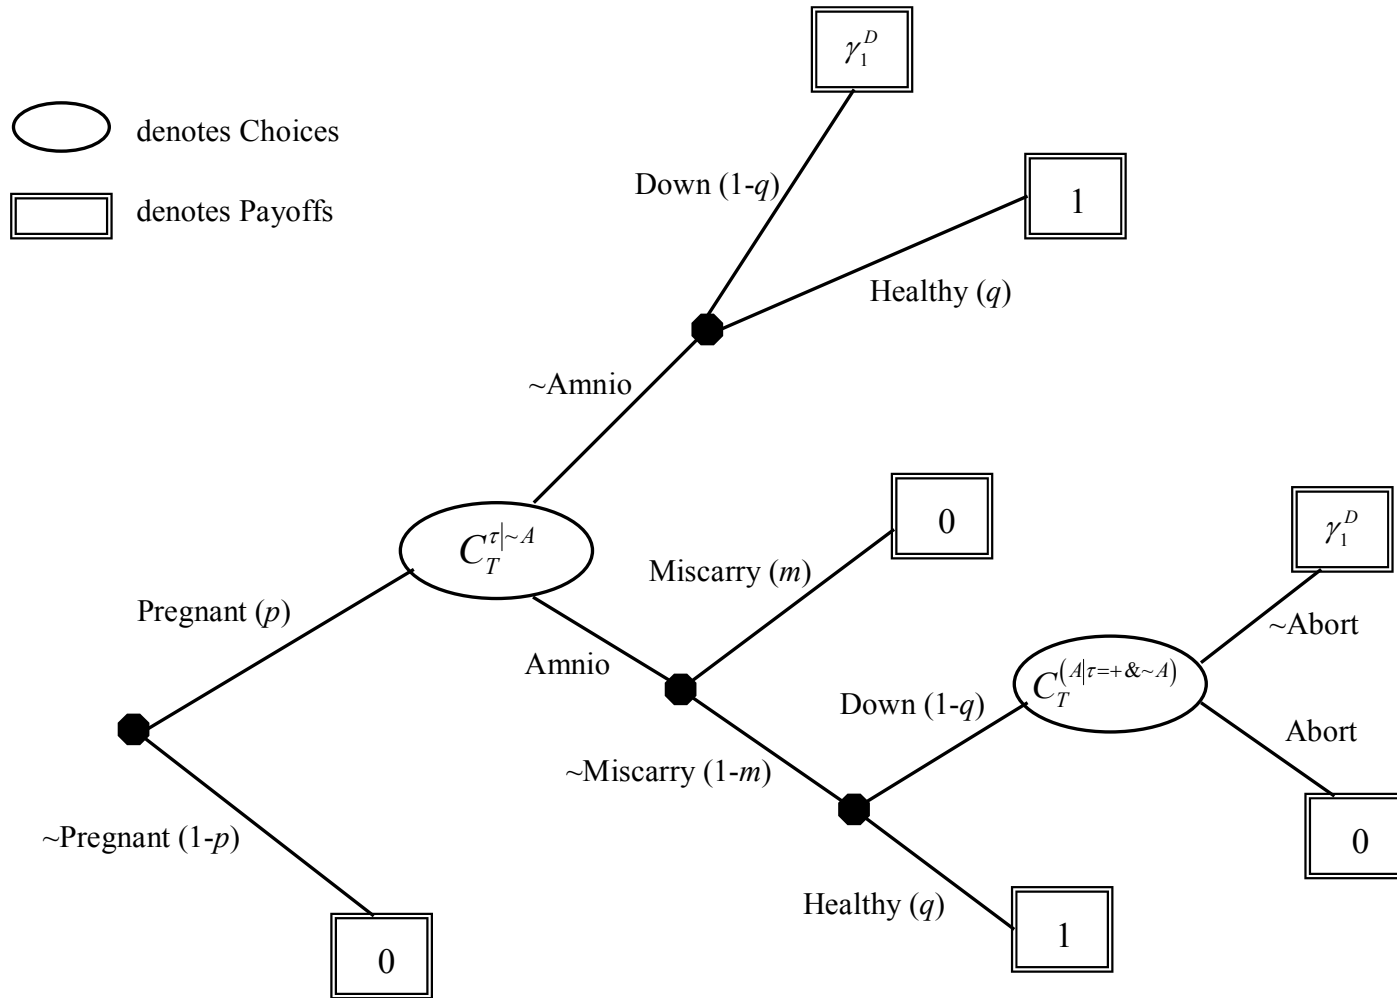 γ₁ᴰ
denotes Choices
Down (1-q)
1
denotes Payoffs
Healthy (q)
~Amnio
0
γ₁ᴰ
C_T^{τ|~A}
Miscarry (m)
Pregnant (p)
~Abort
Amnio
C_T^{(A|τ=+&~A)}
Down (1-q)
Abort
~Miscarry (1-m)
~Pregnant (1-p)
0
Healthy (q)
1
0